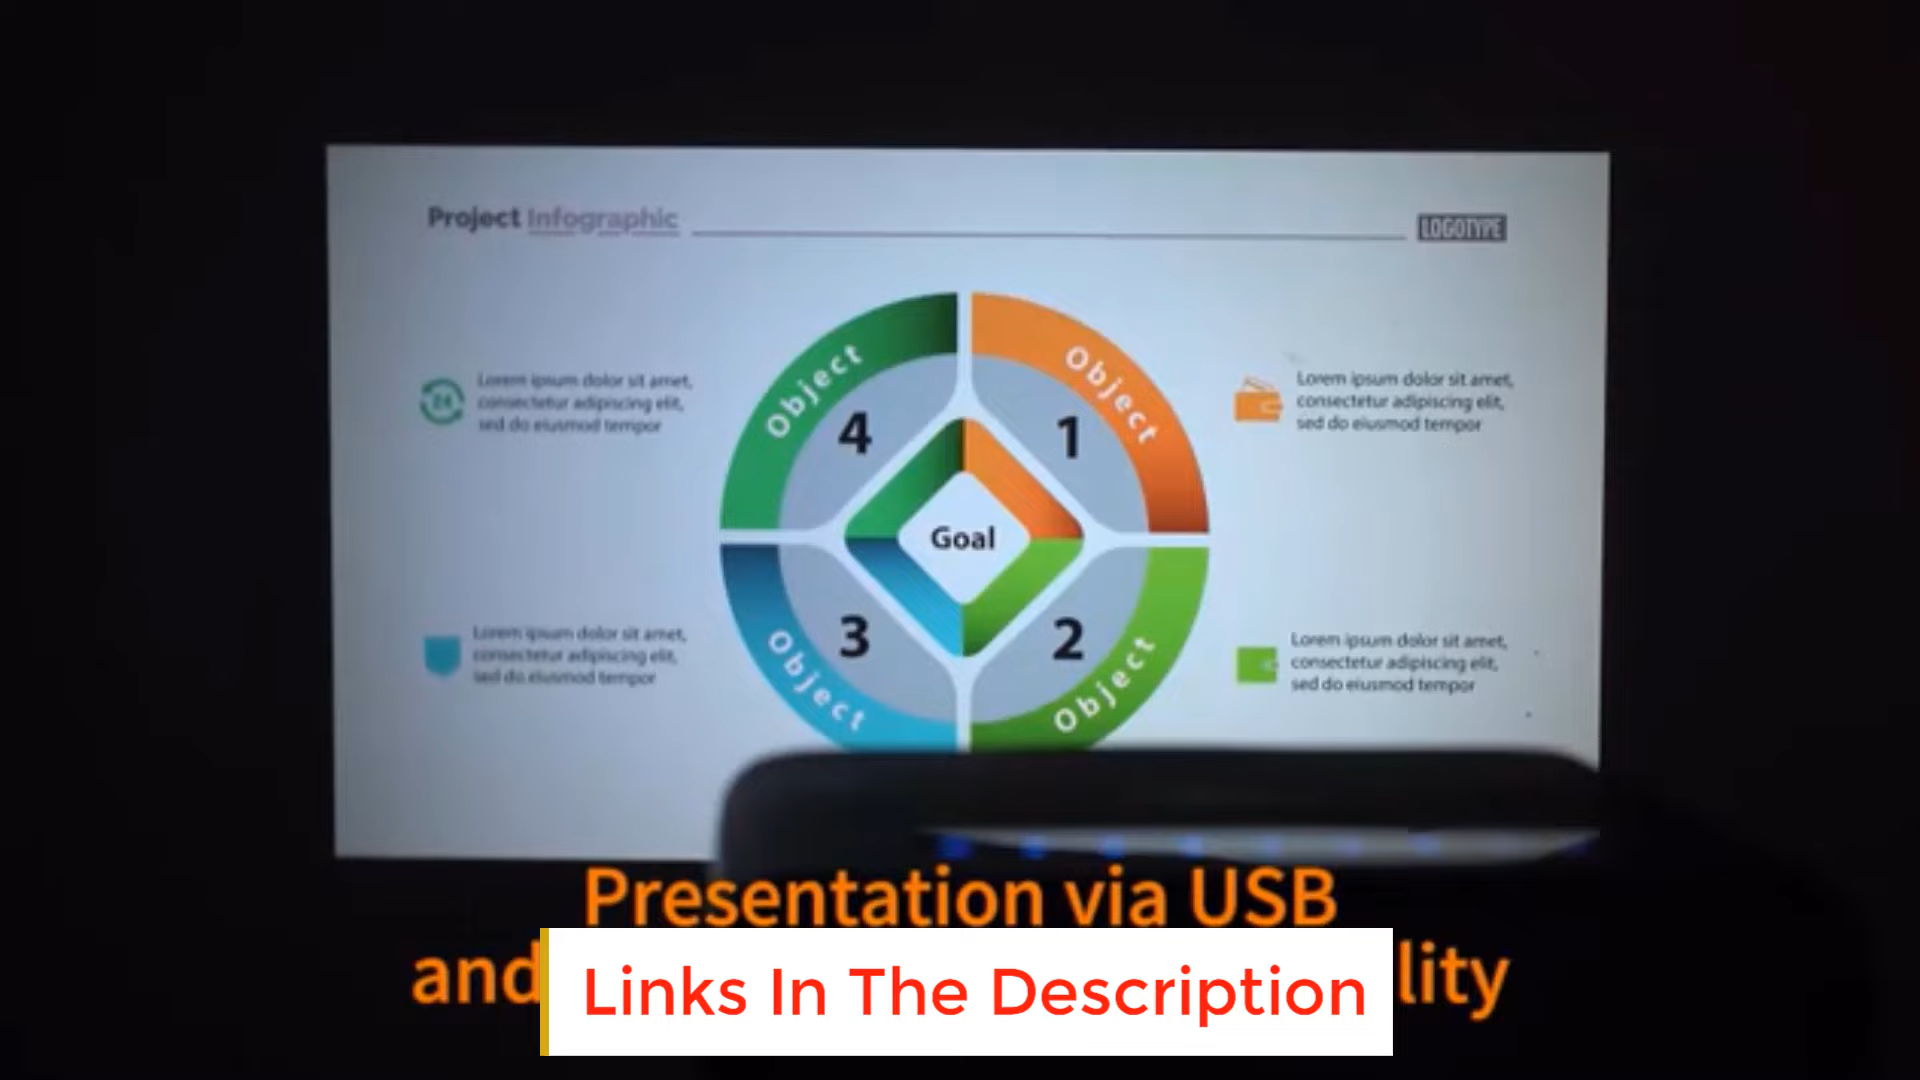 Project Infographic
LOGOTYPE
Object
4
Object
1
Lorem ipsum dolor sit amet,
consectetur adipiscing elit,
sed do eiusmod tempor
Lorem ipsum dolor sit amet,
consectetur adipiscing elit,
sed do eiusmod tempor
Goal
Object
3
Object
2
Lorem ipsum dolor sit amet,
consectetur adipiscing elit,
sed do eiusmod tempor
Lorem ipsum dolor sit amet,
consectetur adipiscing elit,
sed do eiusmod tempor
Presentation via USB
and lity
Links In The Description